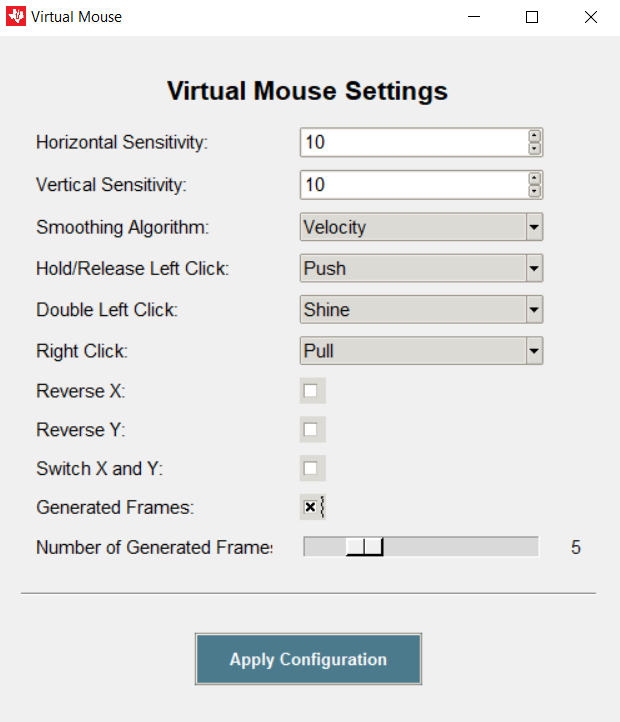 Virtual Mouse
Virtual Mouse Settings
Horizontal Sensitivity: 10
Vertical Sensitivity: 10
Smoothing Algorithm: Velocity
Hold/Release Left Click: Push
Double Left Click: Shine
Right Click: Pull
Reverse X:
Reverse Y:
Switch X and Y:
Generated Frames:
Number of Generated Frames 5
Apply Configuration